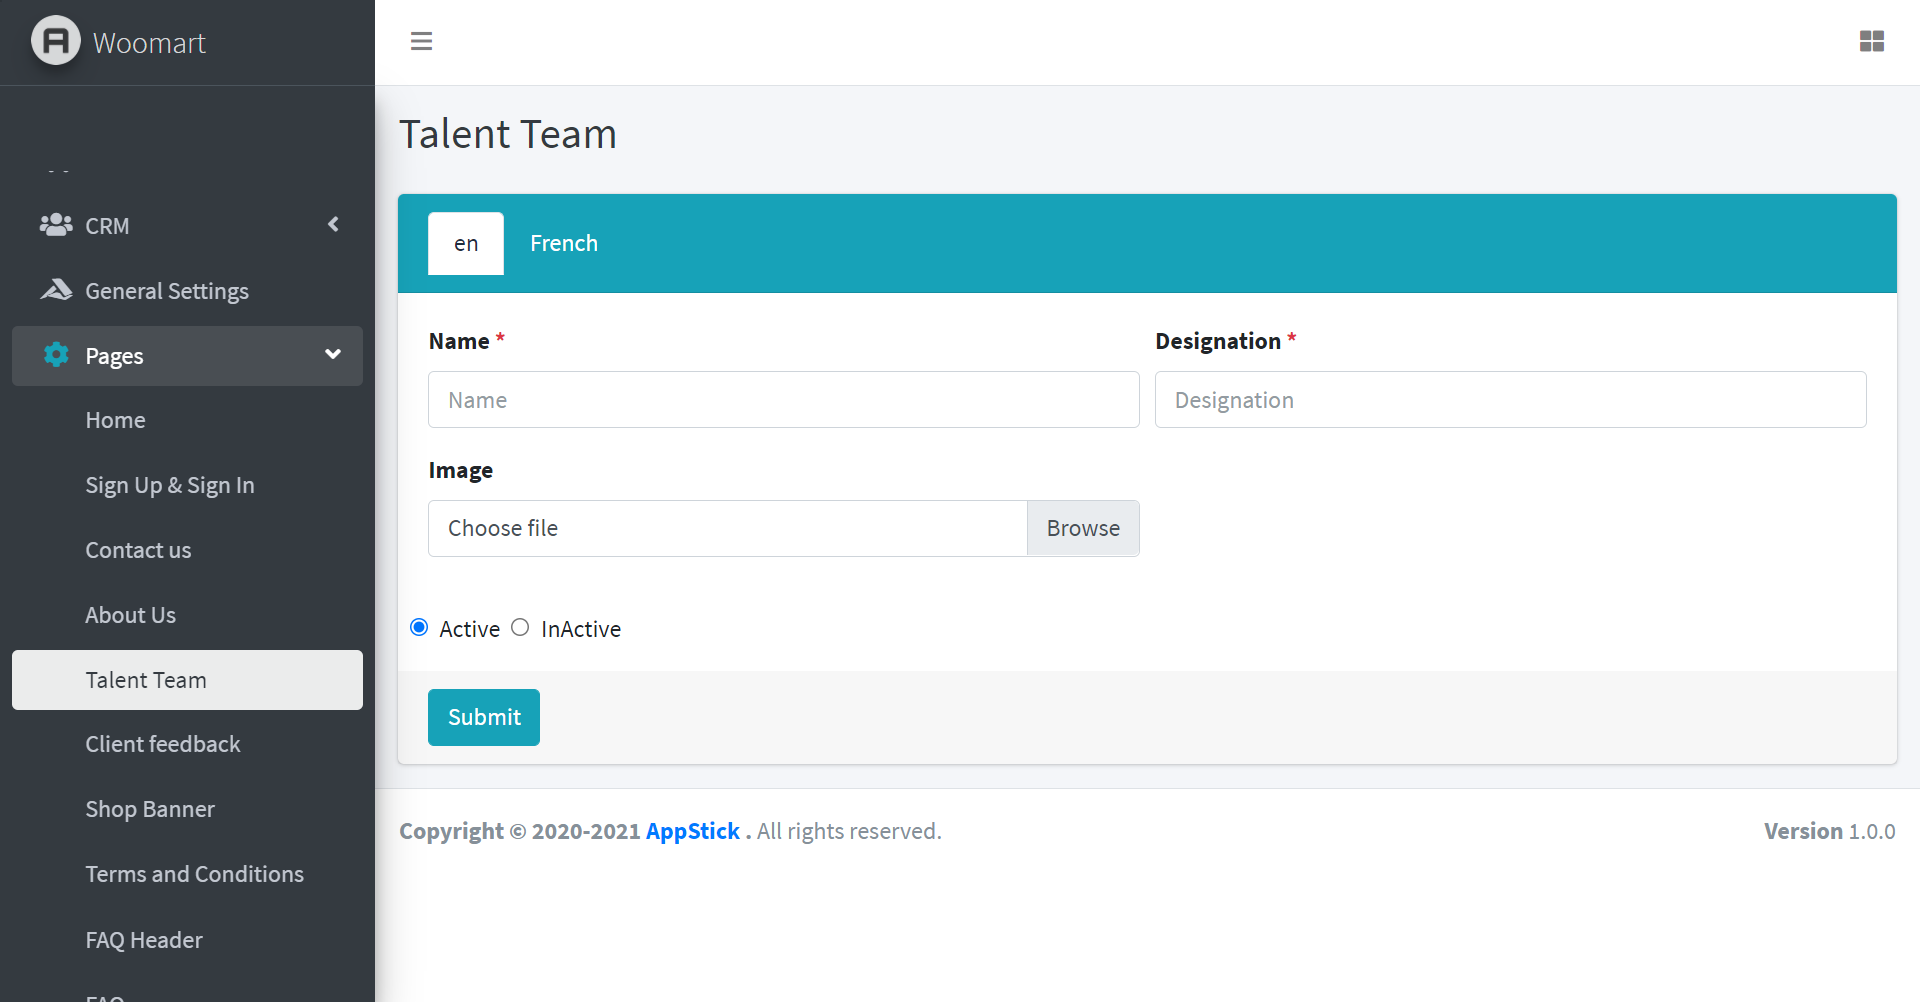 Woomart
CRM
General Settings
Pages
Home
Sign Up & Sign In
Contact us
About Us
Talent Team
Client feedback
Shop Banner
Terms and Conditions
FAQ Header
FAQ
Talent Team
en French
Name * Designation *
Name Designation
Image
Choose file Browse
Active InActive
Submit
Copyright © 2020-2021 AppStick . All rights reserved. Version 1.0.0